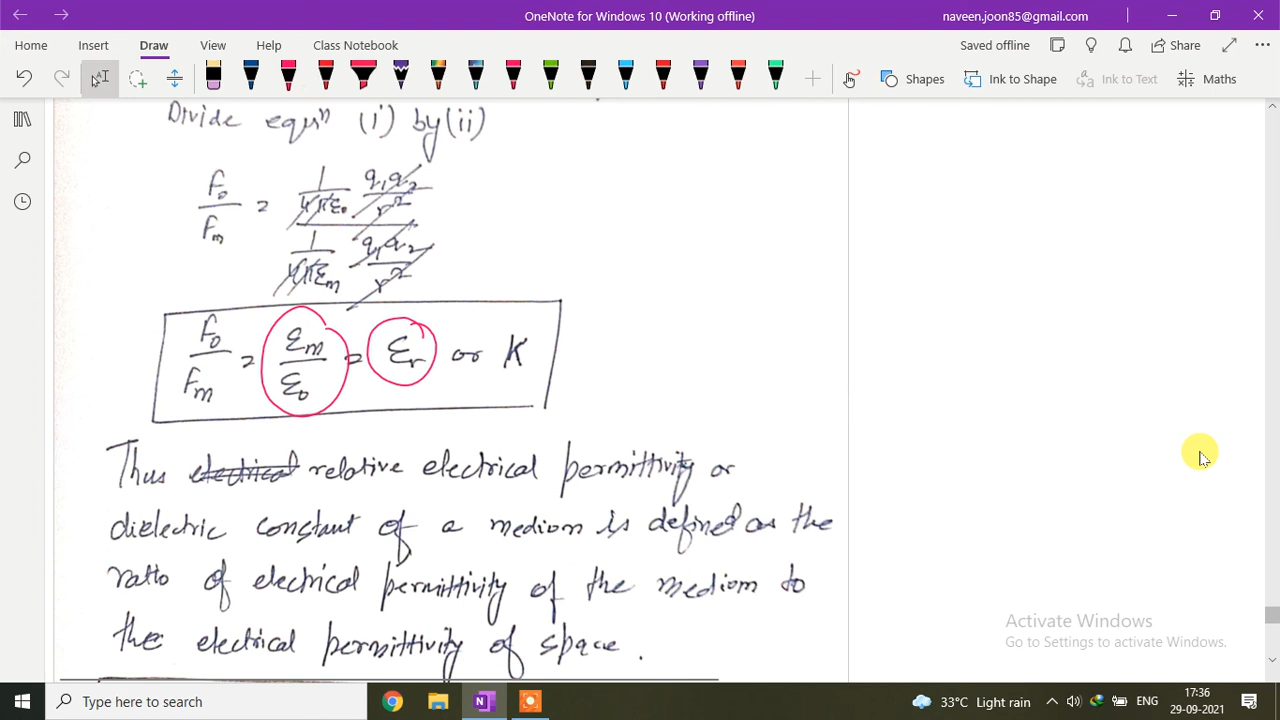 OneNote for Windows 10 (Working offline)
naveen.joon85@gmail.com
Home Insert Draw View Help Class Notebook
Saved offline
Share
Shapes
Ink to Shape
Ink to Text
Maths
Divide equⁿ (i) by (ii)
F₀/Fₘ = (1/4πε₀ q₁q₂/r²)/(1/4πεₘ q₁q₂/r²)
F₀/Fₘ = εₘ/ε₀ = εᵣ or K
Thus electrical relative electrical permittivity or
dielectric constant of a medium is defined as the
ratio of electrical permittivity of the medium to
the electrical permittivity of space.
Activate Windows
Go to Settings to activate Windows.
Type here to search
33°C Light rain
ENG
17:36
29-09-2021